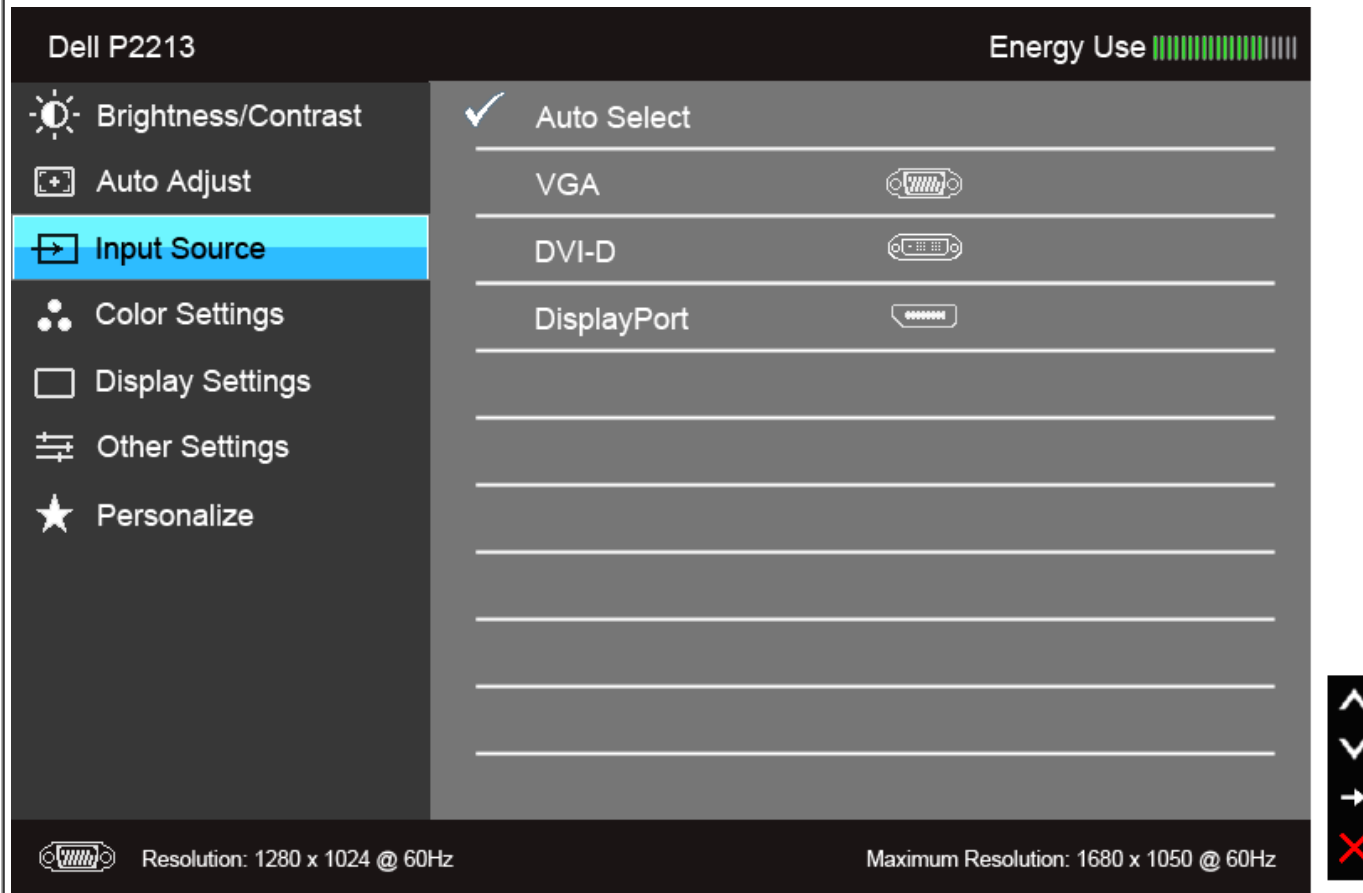 Dell P2213
Energy Use
Brightness/Contrast
Auto Adjust
Input Source
Color Settings
Display Settings
Other Settings
Personalize
Auto Select
VGA
DVI-D
DisplayPort
Resolution: 1280 x 1024 @ 60Hz
Maximum Resolution: 1680 x 1050 @ 60Hz